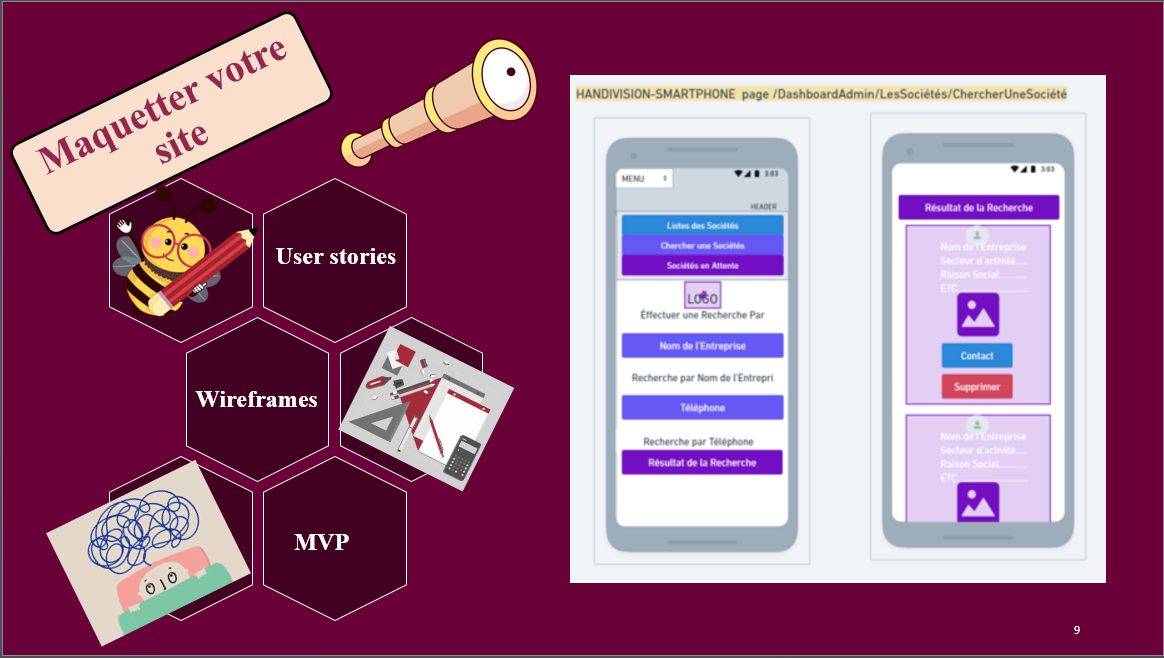 Maquetter votre
site
User stories
Wireframes
MVP
HANDIVISION-SMARTPHONE page /DashboardAdmin/LesSociétés/ChercherUneSociété
MENU
3:03
HEADER
Listes des Sociétés
Chercher une Sociétés
Sociétés en Attente
LOGO
Éffectuer une Recherche Par
Nom de l'Entreprise
Recherche par Nom de l'Entrepri
Téléphone
Recherche par Téléphone
Résultat de la Recherche
3:03
Résultat de la Recherche
Nom de l'Entreprise
Secteur d'activité....
Raison Social..........
ETC.........................
Contact
Supprimer
Nom de l'Entreprise
Secteur d'activité....
Raison Social..........
ETC.........................
9